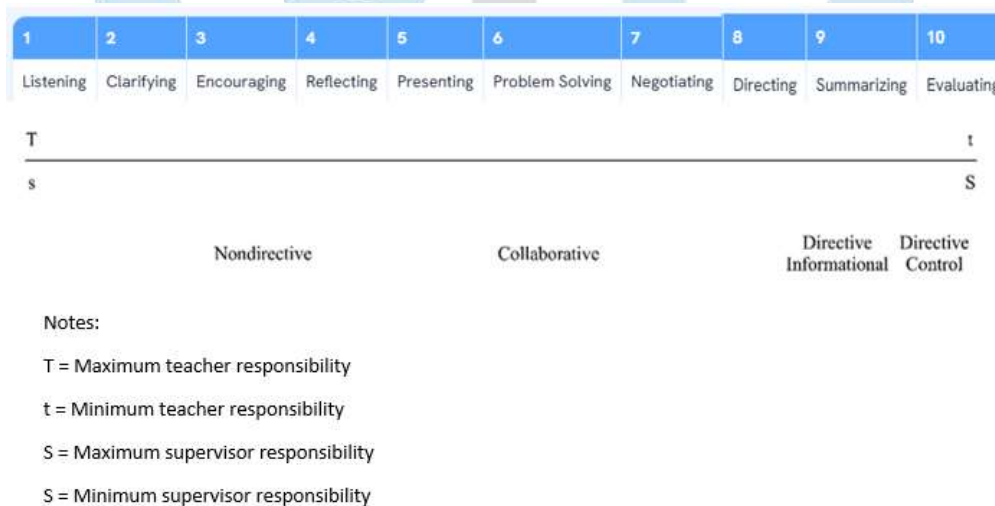 1 2 3 4 5 6 7 8 9 10
Listening Clarifying Encouraging Reflecting Presenting Problem Solving Negotiating Directing Summarizing Evaluating
T t
s S
Nondirective Collaborative Directive Informational Directive Control
Notes:
T = Maximum teacher responsibility
t = Minimum teacher responsibility
S = Maximum supervisor responsibility
S = Minimum supervisor responsibility